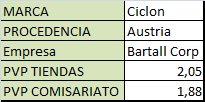 MARCA Ciclon
PROCEDENCIA Austria
Empresa Bartall Corp
PVP TIENDAS 2,05
PVP COMISARIATO 1,88